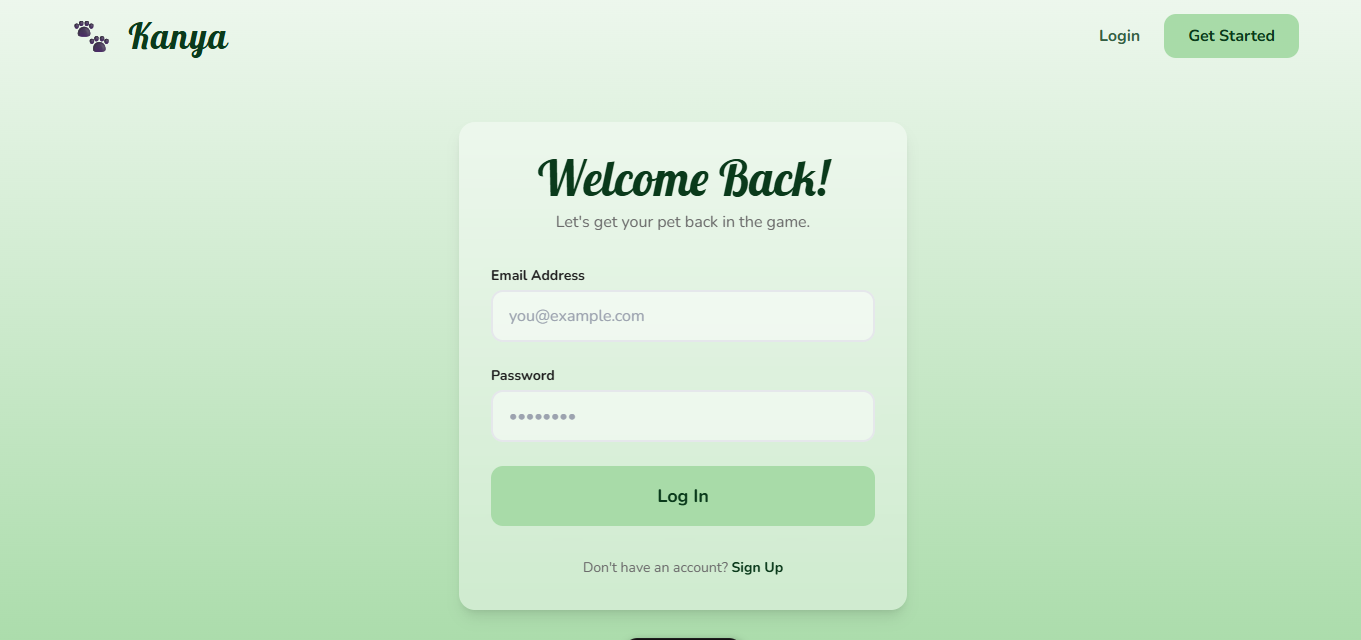 Kanya
Login
Get Started
Welcome Back!
Let's get your pet back in the game.
Email Address
you@example.com
Password
••••••••
Log In
Don't have an account? Sign Up